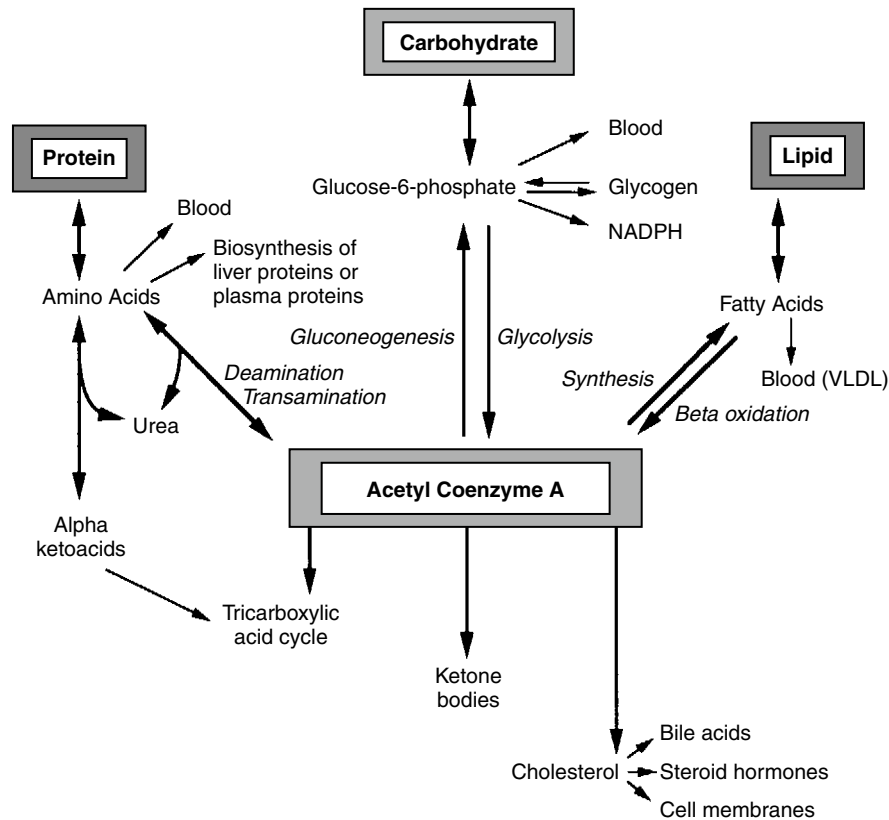 Carbohydrate
Protein
Blood
Lipid
Glucose-6-phosphate
Glycogen
NADPH
Blood
Biosynthesis of
liver proteins or
plasma proteins
Amino Acids
Fatty Acids
Gluconeogenesis
Glycolysis
Deamination
Transamination
Synthesis
Blood (VLDL)
Beta oxidation
Urea
Acetyl Coenzyme A
Alpha
ketoacids
Tricarboxylic
acid cycle
Ketone
bodies
Cholesterol
Bile acids
Steroid hormones
Cell membranes